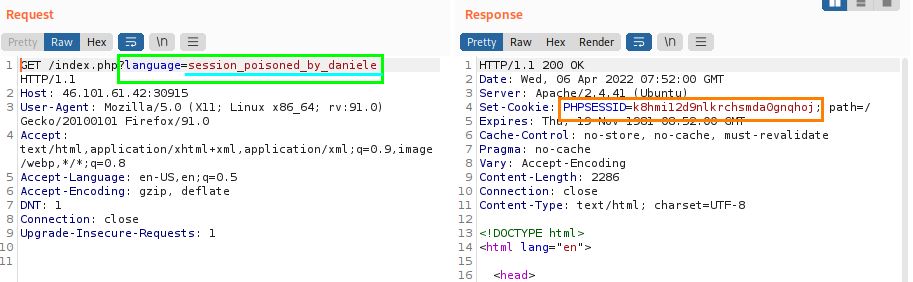 Request
Pretty Raw Hex \n
1 GET /index.php?language=session_poisoned_by_daniele
HTTP/1.1
2 Host: 46.101.61.42:30915
3 User-Agent: Mozilla/5.0 (X11; Linux x86_64; rv:91.0)
Gecko/20100101 Firefox/91.0
4 Accept:
text/html,application/xhtml+xml,application/xml;q=0.9,image
/webp,*/*;q=0.8
5 Accept-Language: en-US,en;q=0.5
6 Accept-Encoding: gzip, deflate
7 DNT: 1
8 Connection: close
9 Upgrade-Insecure-Requests: 1
10
11
Response
Pretty Raw Hex Render \n
1 HTTP/1.1 200 OK
2 Date: Wed, 06 Apr 2022 07:52:00 GMT
3 Server: Apache/2.4.41 (Ubuntu)
4 Set-Cookie: PHPSESSID=k8hmi12d9nlkrchsmda0gnqhoj; path=/
5 Expires: Thu, 19 Nov 1981 08:52:00 GMT
6 Cache-Control: no-store, no-cache, must-revalidate
7 Pragma: no-cache
8 Vary: Accept-Encoding
9 Content-Length: 2286
10 Connection: close
11 Content-Type: text/html; charset=UTF-8
12
13 <!DOCTYPE html>
14 <html lang="en">
15
16 <head>